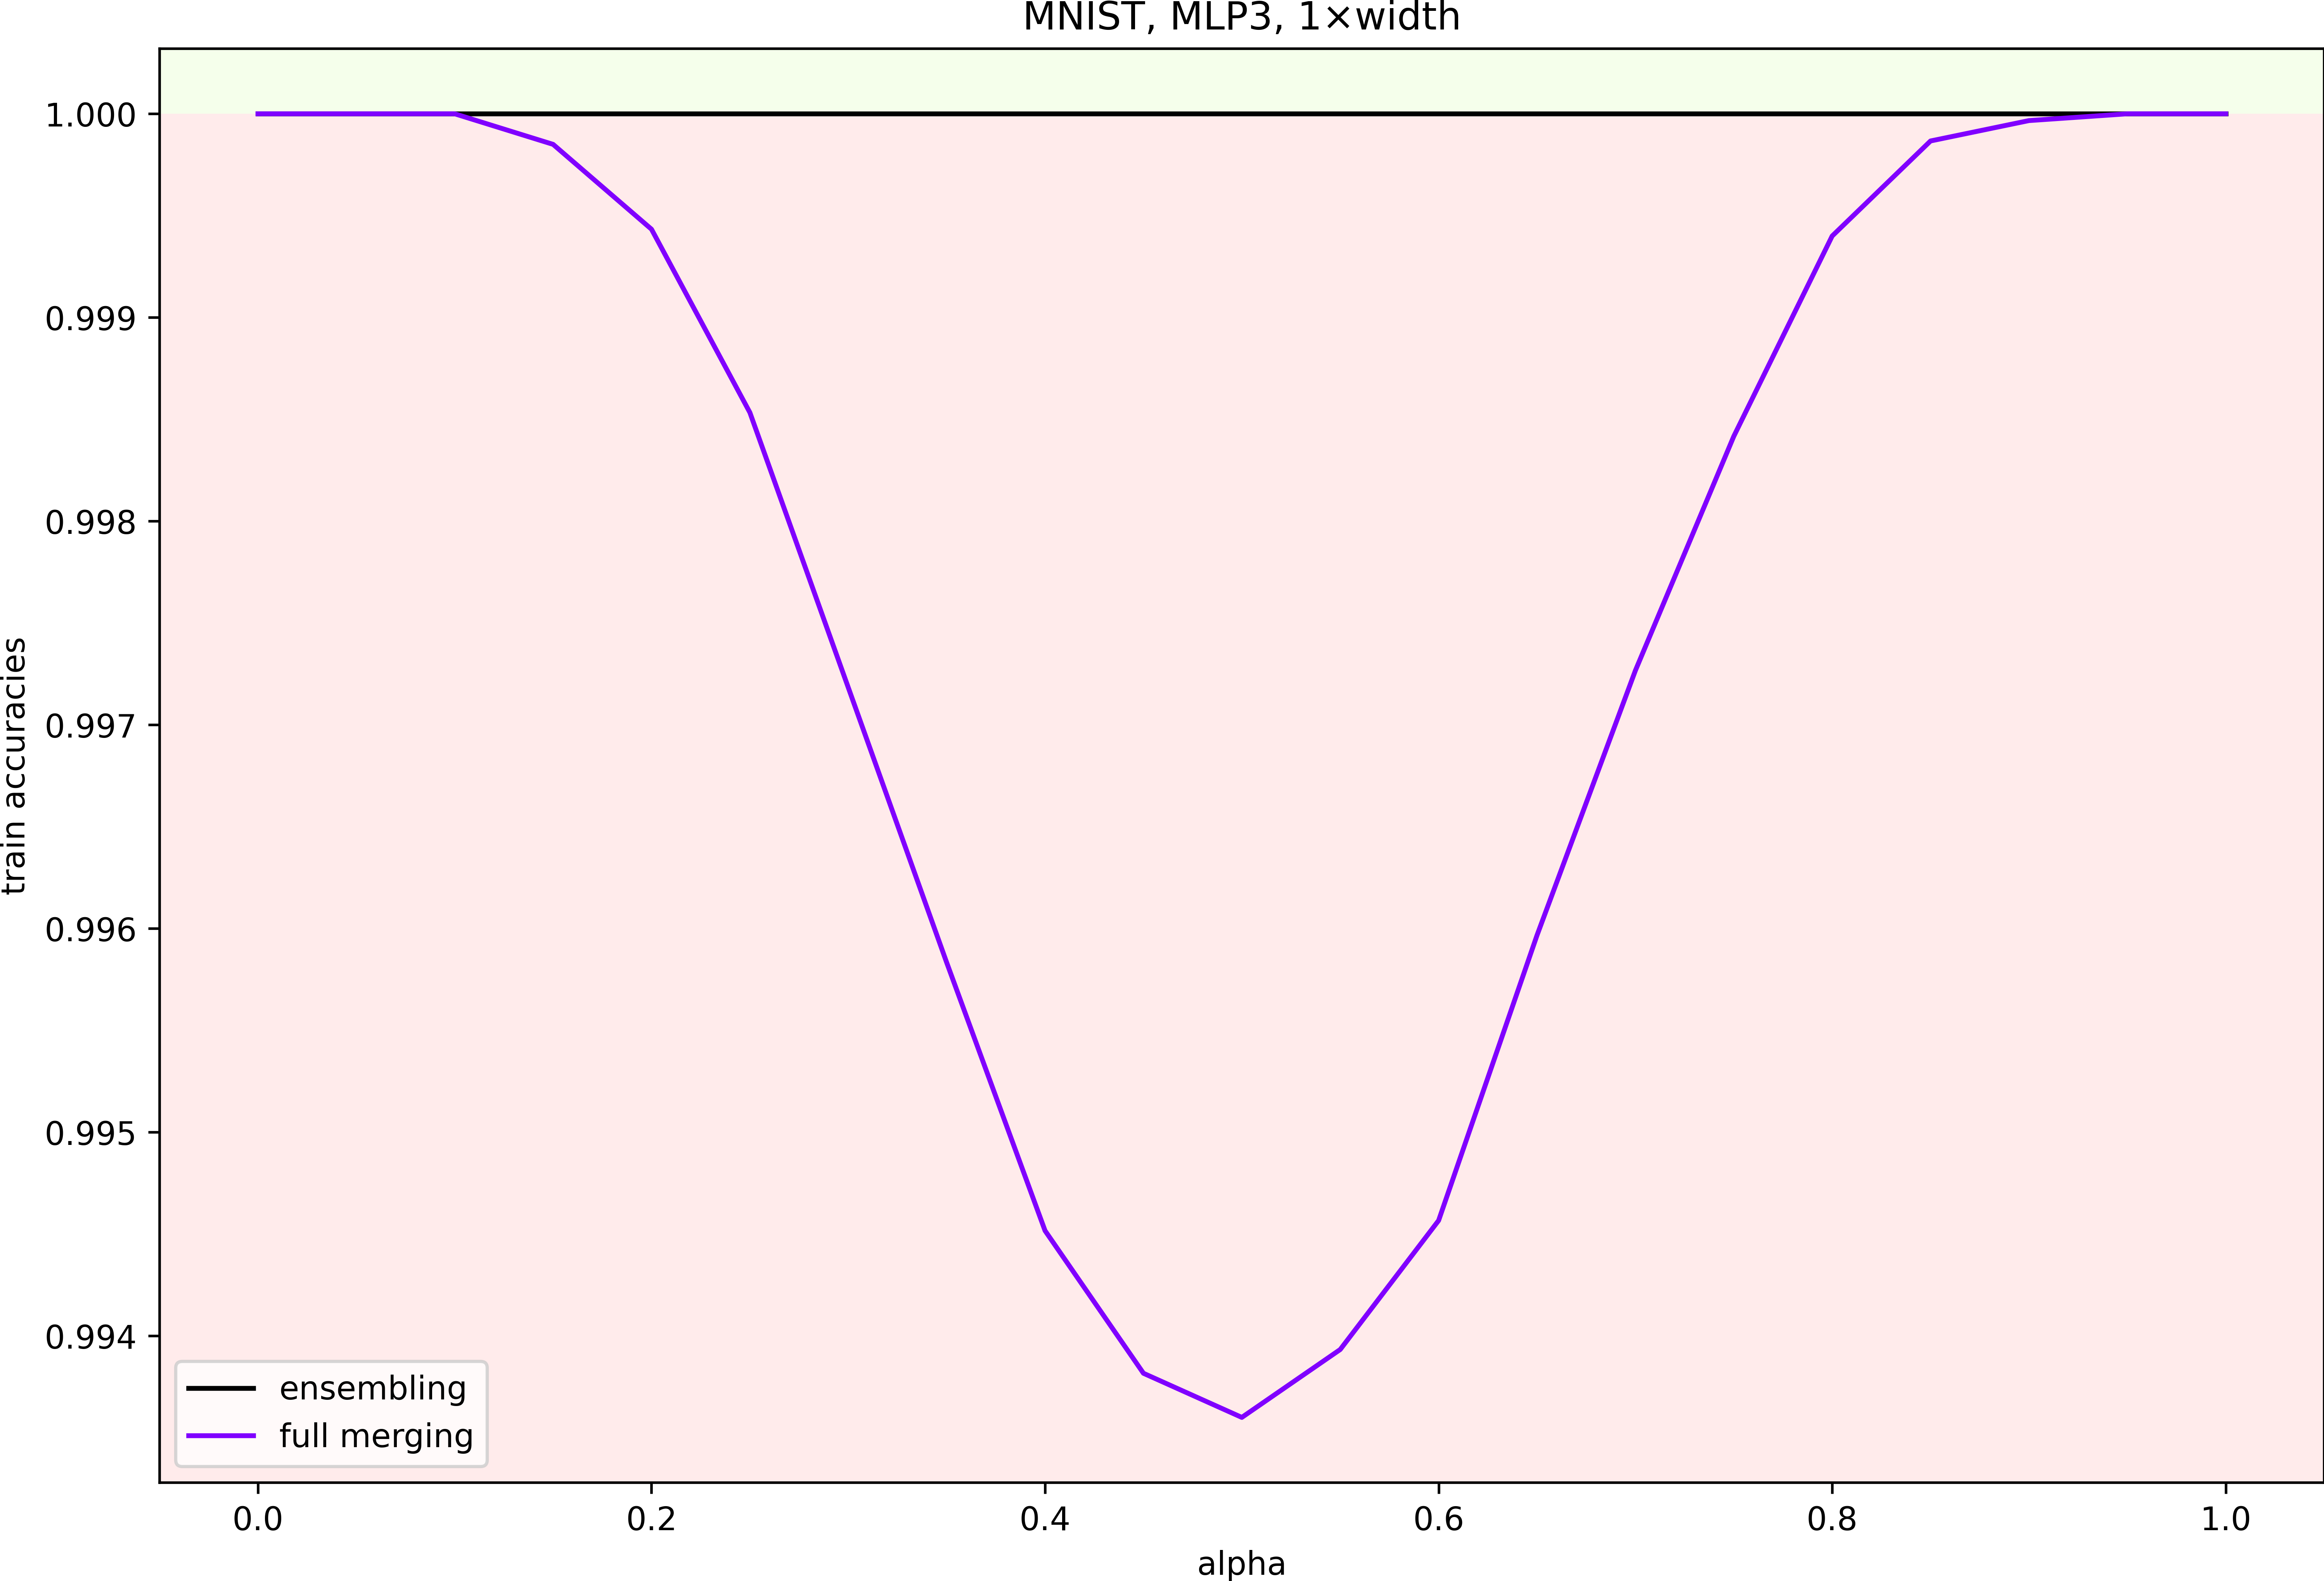 MNIST, MLP3, 1×width
train accuracies
1.000
0.999
0.998
0.997
0.996
0.995
0.994
ensembling
full merging
0.0 0.2 0.4 0.6 0.8 1.0
alpha